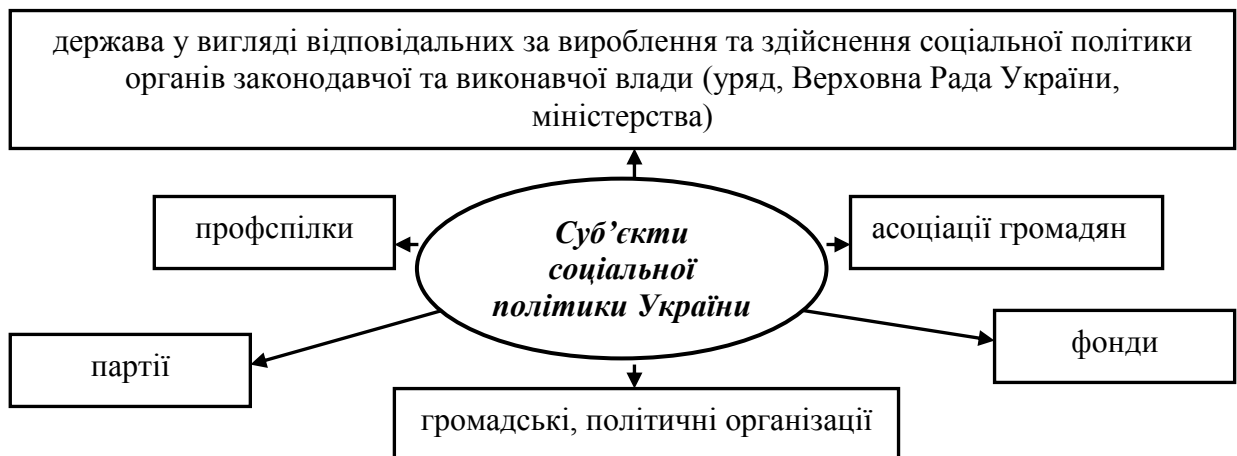 держава у вигляді відповідальних за вироблення та здійснення соціальної політики
органів законодавчої та виконавчої влади (уряд, Верховна Рада України,
міністерства)
профспілки
Суб’єкти
соціальної
політики України
асоціації громадян
партії
фонди
громадські, політичні організації